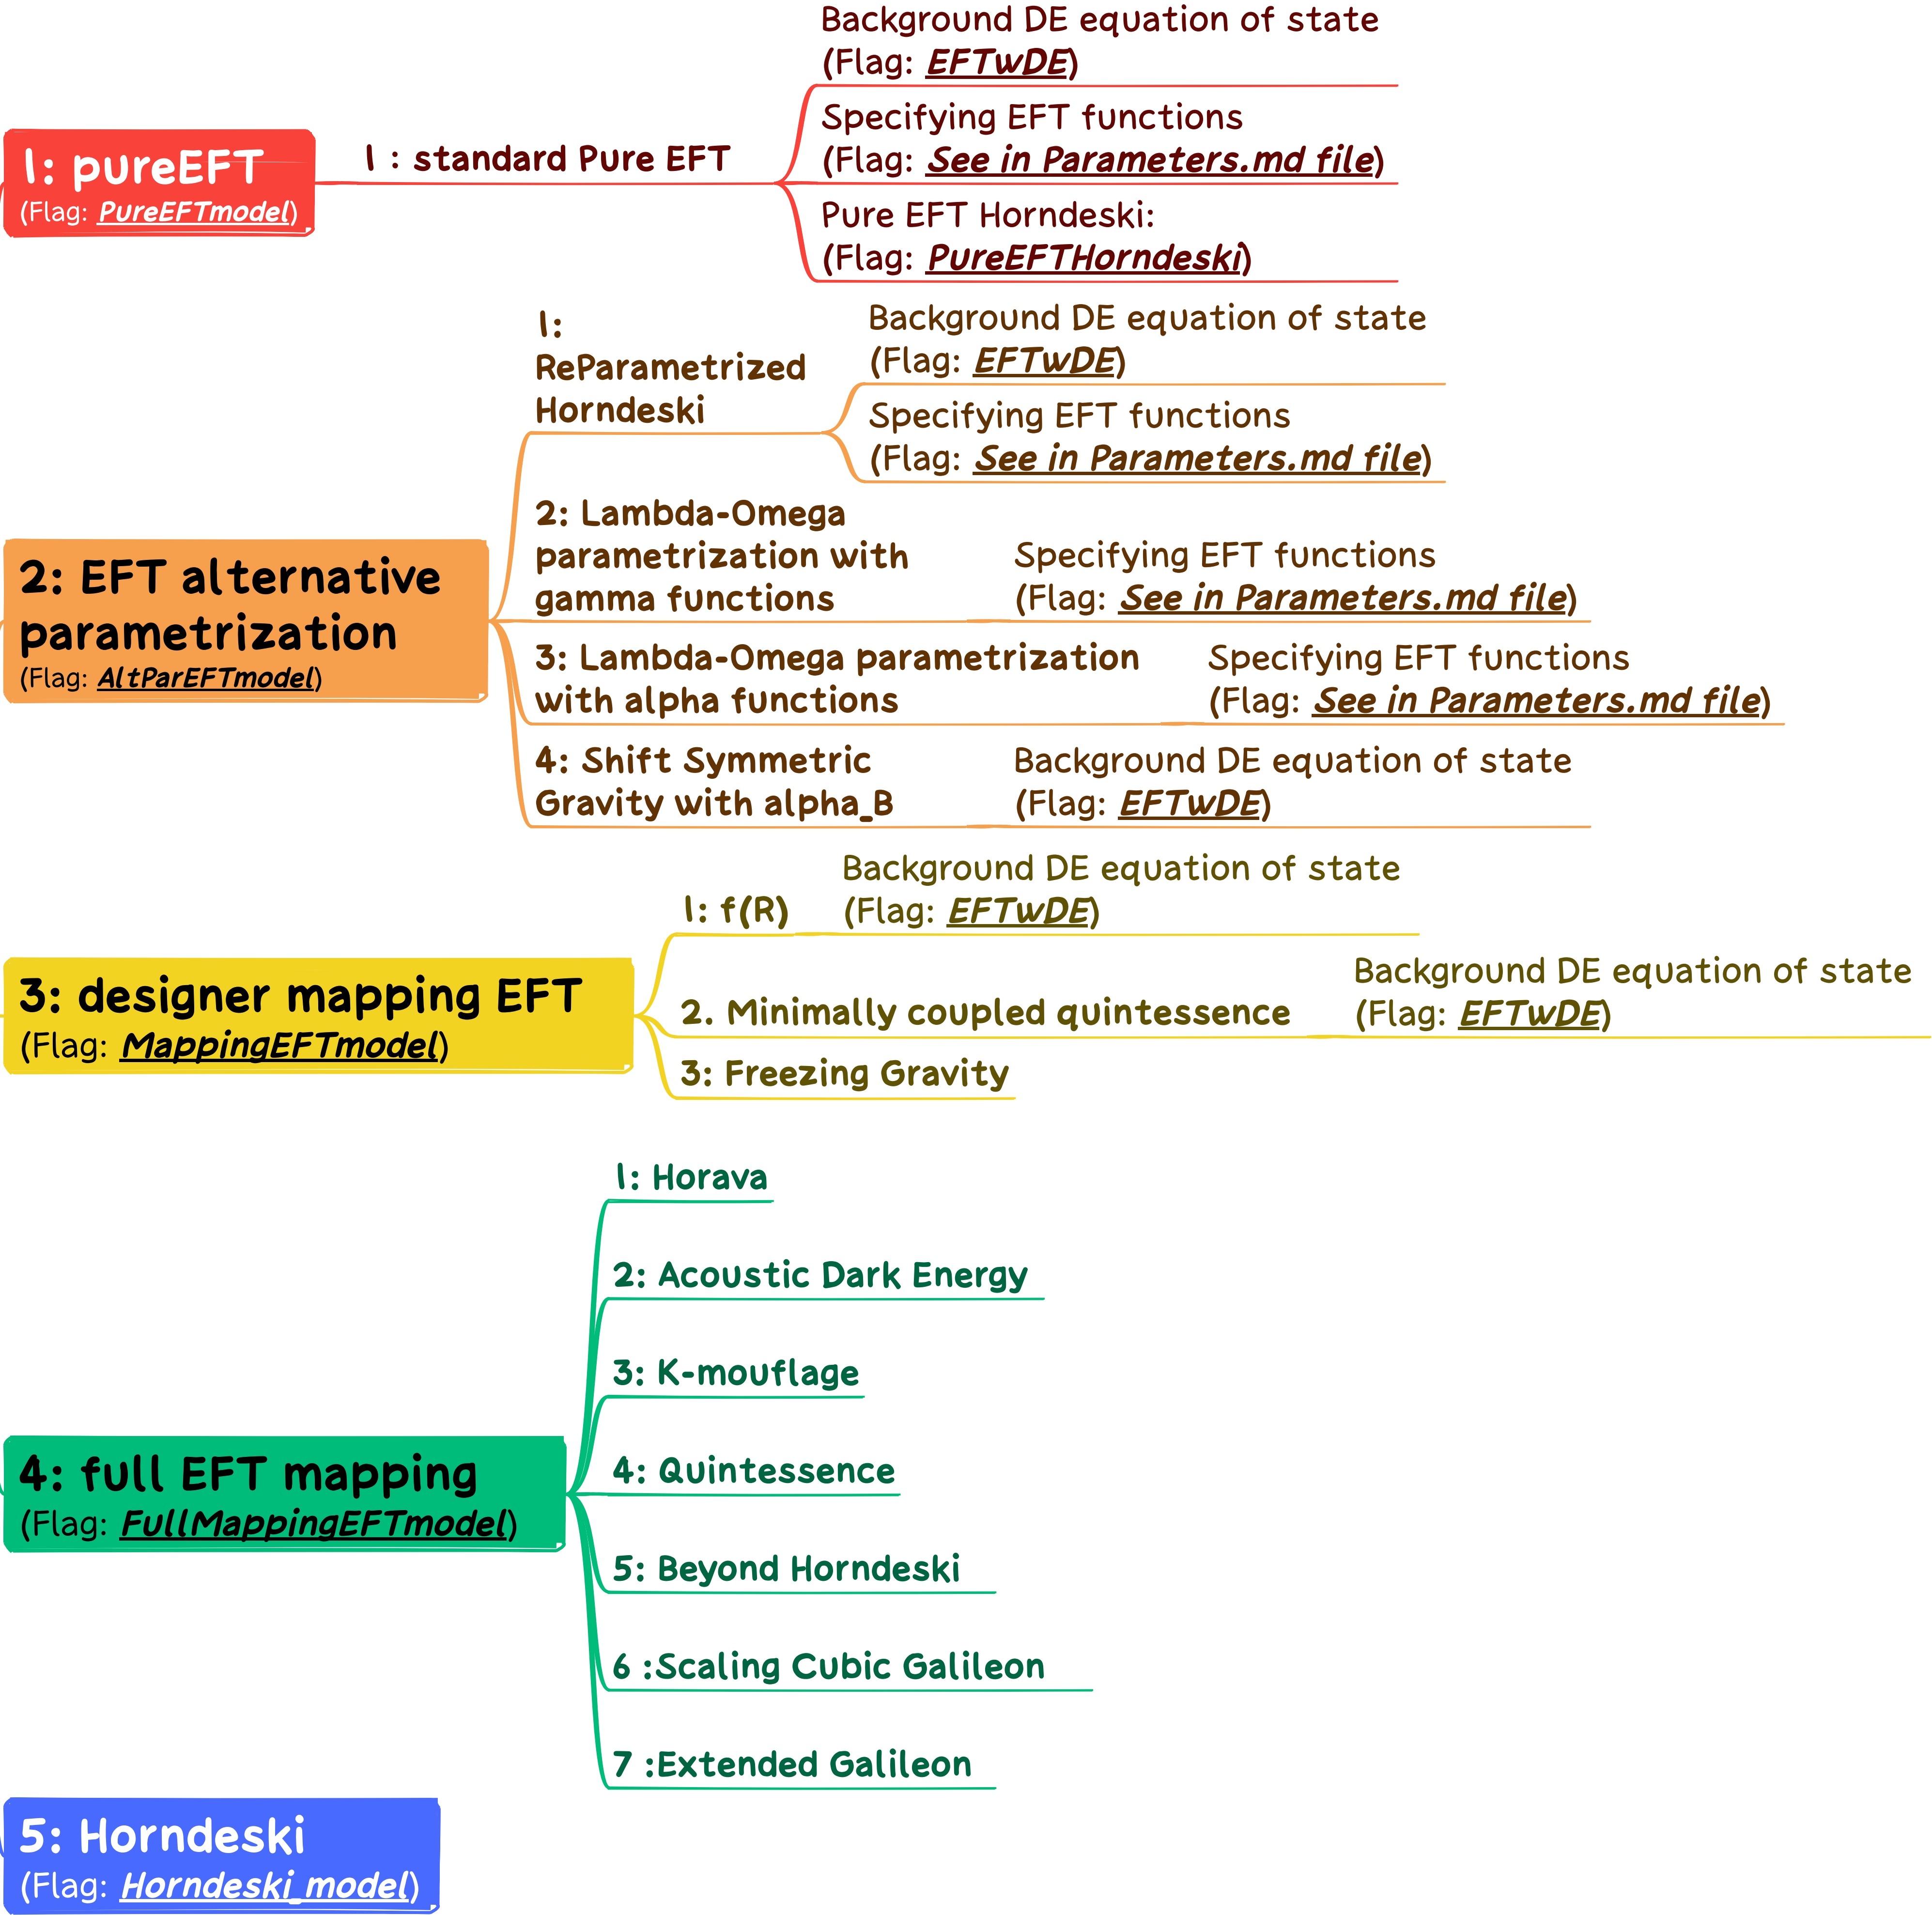 1: pureEFT
(Flag: PureEFTmodel)
1 : standard Pure EFT
Background DE equation of state
(Flag: EFTwDE)
Specifying EFT functions
(Flag: See in Parameters.md file)
Pure EFT Horndeski:
(Flag: PureEFTHorndeski)
2: EFT alternative
parametrization
(Flag: AltParEFTmodel)
1:
ReParametrized
Horndeski
Background DE equation of state
(Flag: EFTwDE)
Specifying EFT functions
(Flag: See in Parameters.md file)
2: Lambda-Omega
parametrization with
gamma functions
Specifying EFT functions
(Flag: See in Parameters.md file)
3: Lambda-Omega parametrization
with alpha functions
Specifying EFT functions
(Flag: See in Parameters.md file)
4: Shift Symmetric
Gravity with alpha_B
Background DE equation of state
(Flag: EFTwDE)
3: designer mapping EFT
(Flag: MappingEFTmodel)
1: f(R)
Background DE equation of state
(Flag: EFTwDE)
2. Minimally coupled quintessence
Background DE equation of state
(Flag: EFTwDE)
3: Freezing Gravity
4: full EFT mapping
(Flag: FullMappingEFTmodel)
1: Horava
2: Acoustic Dark Energy
3: K-mouflage
4: Quintessence
5: Beyond Horndeski
6 :Scaling Cubic Galileon
7 :Extended Galileon
5: Horndeski
(Flag: Horndeski_model)